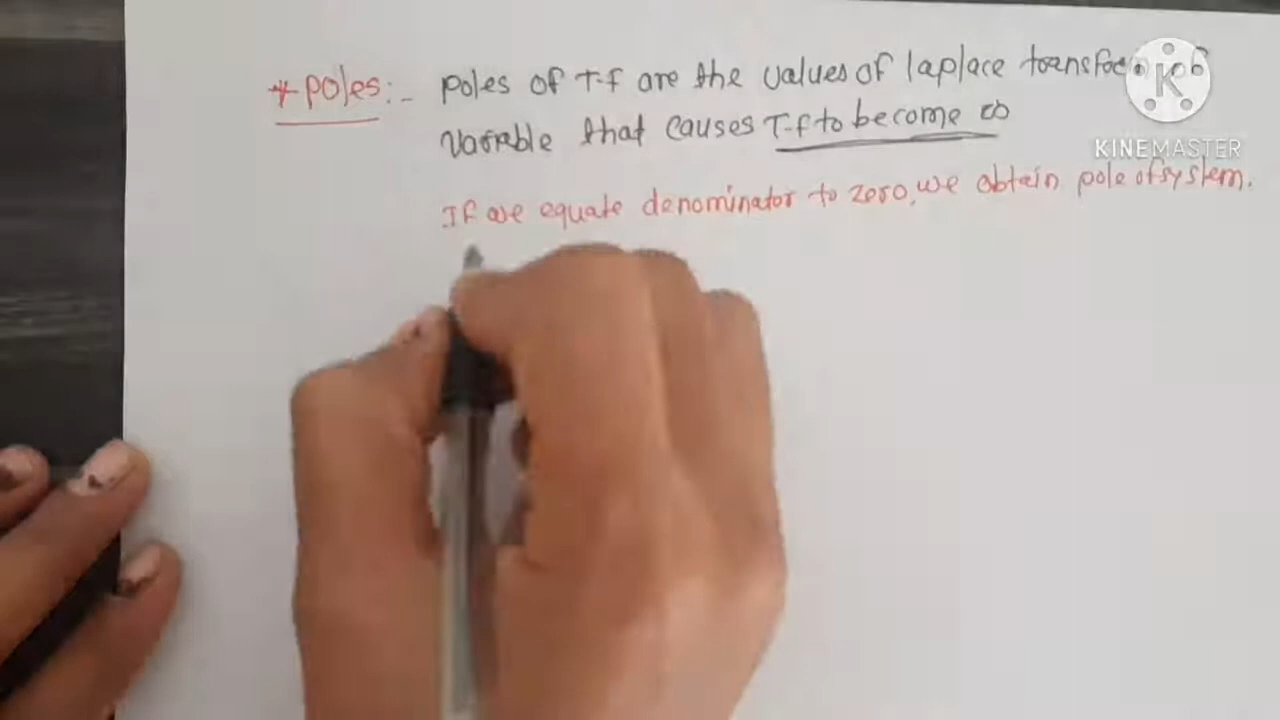 * poles :- poles of T.F are the values of laplace
variable that causes T.F to become ∞
If we equate denominator to zero, we obtain pole of system.
K
KINEMASTER